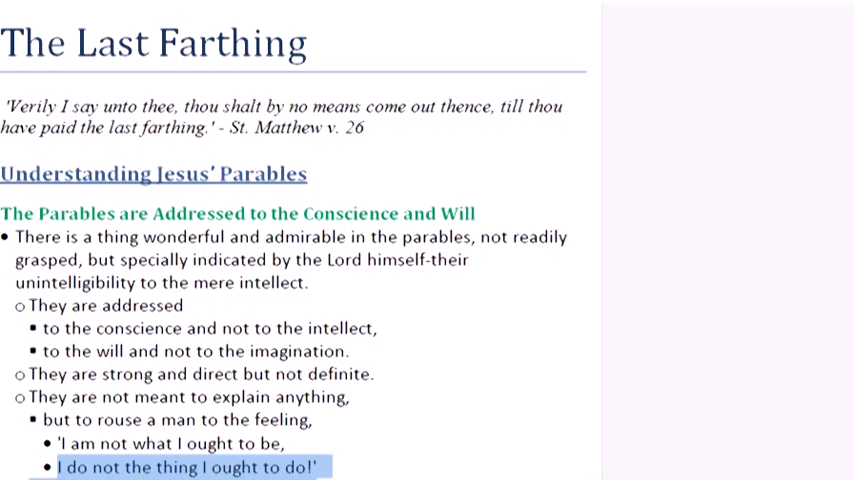 The Last Farthing
'Verily I say unto thee, thou shalt by no means come out thence, till thou
have paid the last farthing.' - St. Matthew v. 26
Understanding Jesus' Parables
The Parables are Addressed to the Conscience and Will
• There is a thing wonderful and admirable in the parables, not readily
grasped, but specially indicated by the Lord himself-their
unintelligibility to the mere intellect.
○ They are addressed
▪ to the conscience and not to the intellect,
▪ to the will and not to the imagination.
○ They are strong and direct but not definite.
○ They are not meant to explain anything,
▪ but to rouse a man to the feeling,
• 'I am not what I ought to be,
• I do not the thing I ought to do!'